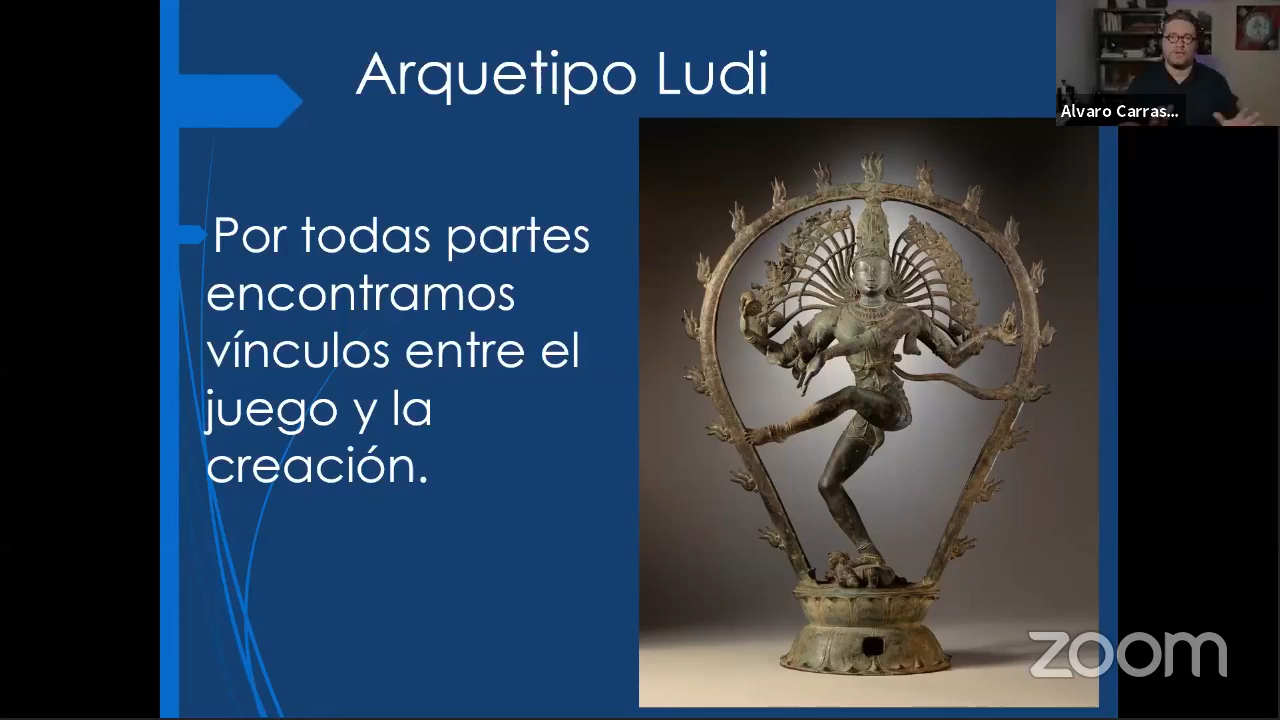 Arquetipo Ludi
Alvaro Carras...
Por todas partes
encontramos
vínculos entre el
juego y la
creación.
zoom